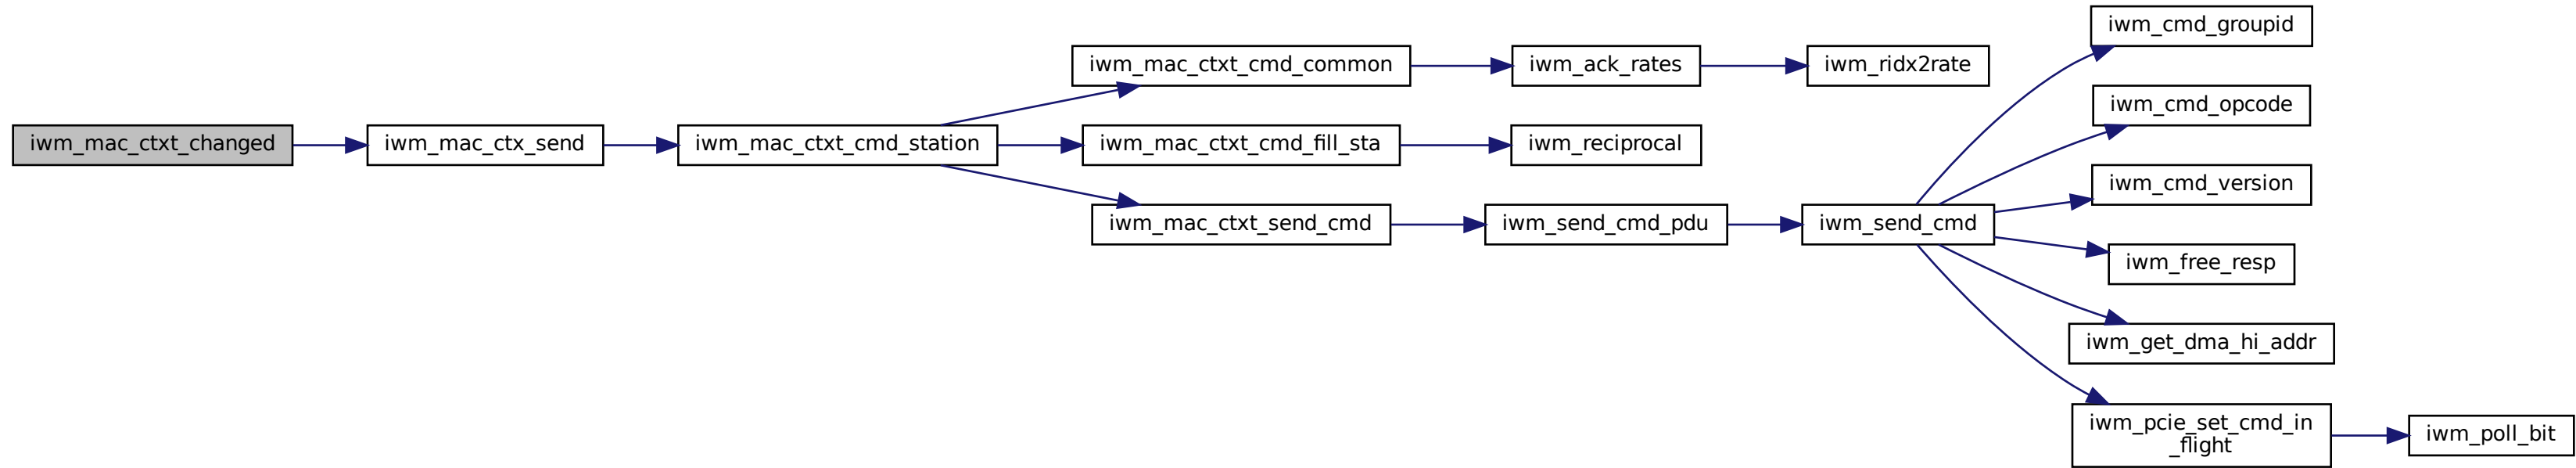 iwm_mac_ctxt_changed
iwm_mac_ctx_send
iwm_mac_ctxt_cmd_station
iwm_mac_ctxt_cmd_common
iwm_ack_rates
iwm_ridx2rate
iwm_mac_ctxt_cmd_fill_sta
iwm_reciprocal
iwm_mac_ctxt_send_cmd
iwm_send_cmd_pdu
iwm_send_cmd
iwm_cmd_groupid
iwm_cmd_opcode
iwm_cmd_version
iwm_free_resp
iwm_get_dma_hi_addr
iwm_pcie_set_cmd_in
_flight
iwm_poll_bit